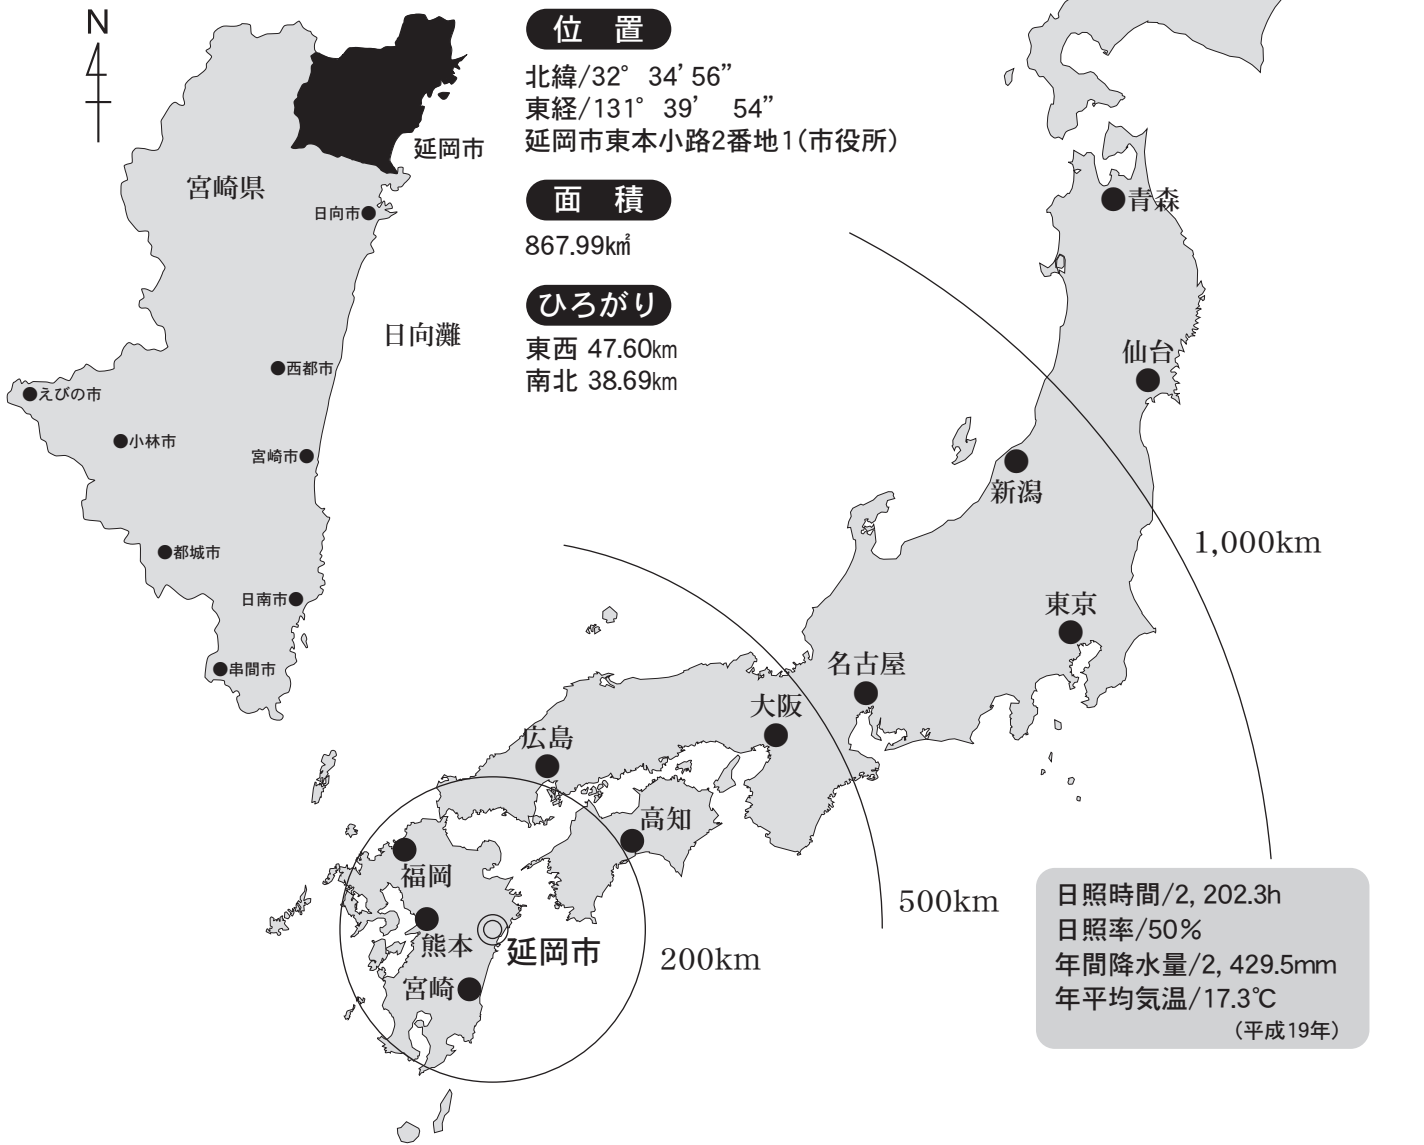 N
延岡市
宮崎県
日向市
日向灘
西都市
えびの市
小林市
宮崎市
都城市
日南市
串間市
位 置
北緯/32° 34’ 56”
東経/131° 39’ 54”
延岡市東本小路2番地1(市役所)
面 積
867.99㎢
ひろがり
東西 47.60㎞
南北 38.69㎞
青森
仙台
新潟
1,000km
東京
名古屋
大阪
広島
高知
福岡
500km
熊本
延岡市
200km
宮崎
日照時間/2, 202.3h
日照率/50%
年間降水量/2, 429.5mm
年平均気温/17.3℃
(平成19年)